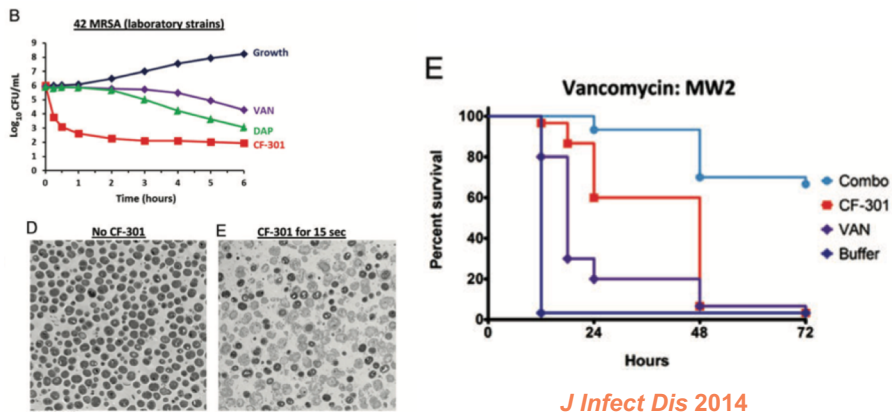 B
42 MRSA (laboratory strains)
Log10 CFU/mL
9
8
7
6
5
4
3
2
1
0
0 1 2 3 4 5 6
Time (hours)
Growth
VAN
DAP
CF-301
D
No CF-301
E
CF-301 for 15 sec
E
Vancomycin: MW2
Percent survival
100
80
60
40
20
0
0 24 48 72
Hours
Combo
CF-301
VAN
Buffer
J Infect Dis 2014